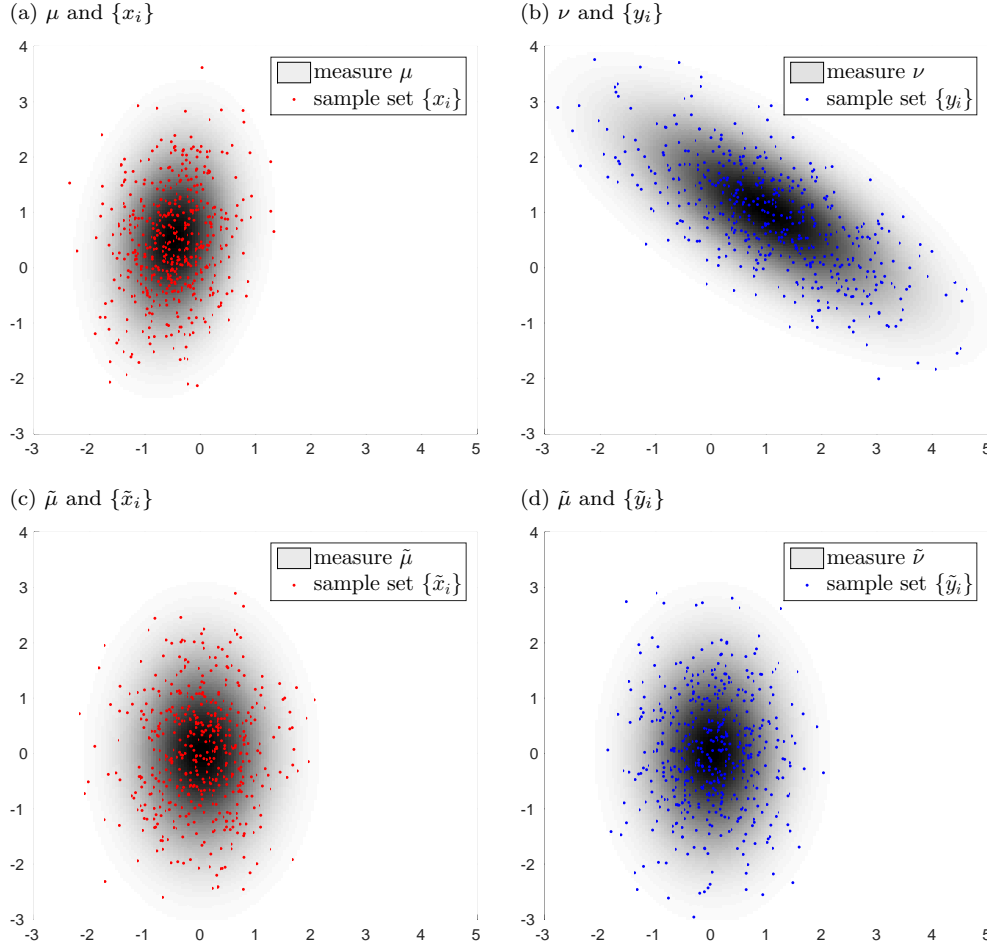 (a) μ and {x_i}
4
3
2
1
0
-1
-2
-3
-3 -2 -1 0 1 2 3 4 5
measure μ
sample set {x_i}
(b) ν and {y_i}
4
3
2
1
0
-1
-2
-3
-3 -2 -1 0 1 2 3 4 5
measure ν
sample set {y_i}
(c) μ̃ and {x̃_i}
4
3
2
1
0
-1
-2
-3
-3 -2 -1 0 1 2 3 4 5
measure μ̃
sample set {x̃_i}
(d) μ̃ and {ỹ_i}
4
3
2
1
0
-1
-2
-3
-3 -2 -1 0 1 2 3 4 5
measure ν̃
sample set {ỹ_i}